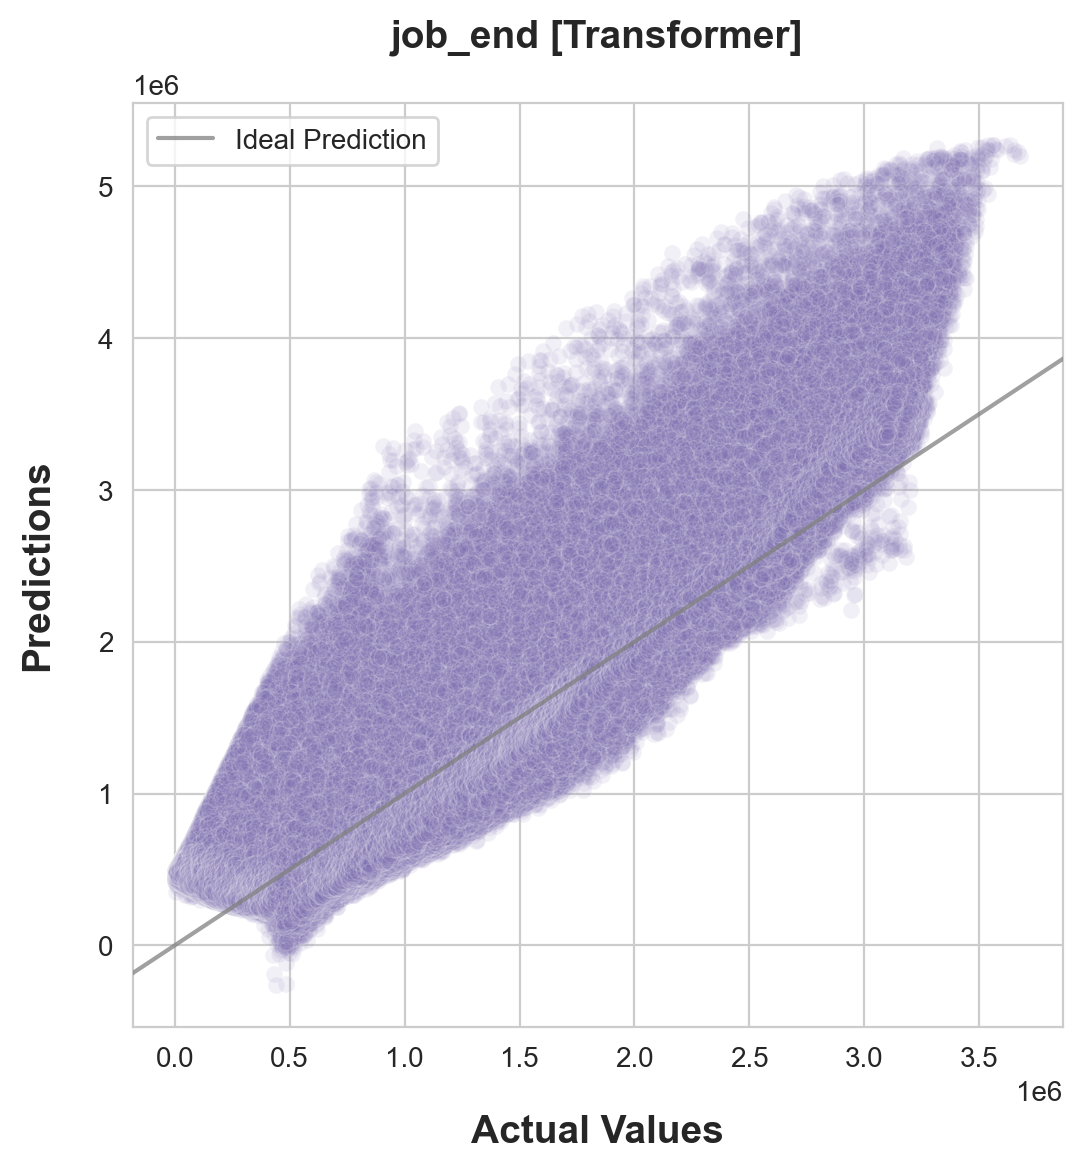 job_end [Transformer]
1e6
Ideal Prediction
5
4
3
2
1
0
Predictions
0.0 0.5 1.0 1.5 2.0 2.5 3.0 3.5
1e6
Actual Values